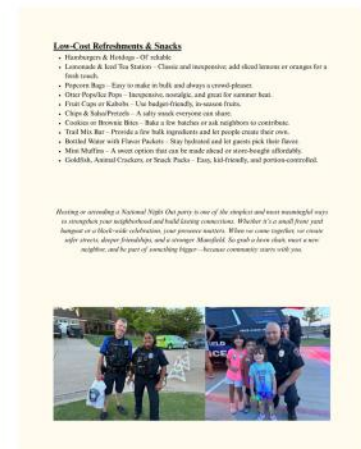 Low-Cost Refreshments & Snacks
• Hamburgers & Hotdogs - Ol' reliable
• Lemonade & Iced Tea Station – Classic and inexpensive; add sliced lemons or oranges for a
fresh touch.
• Popcorn Bags – Easy to make in bulk and always a crowd-pleaser.
• Otter Pops/Ice Pops – Inexpensive, nostalgic, and great for summer heat.
• Fruit Cups or Kabobs – Use budget-friendly, in-season fruits.
• Chips & Salsa/Pretzels – A salty snack everyone can share.
• Cookies or Brownie Bites – Bake a few batches or ask neighbors to contribute.
• Trail Mix Bar – Provide a few bulk ingredients and let people create their own.
• Bottled Water with Flavor Packets – Stay hydrated and let guests pick their flavor.
• Mini Muffins – A sweet option that can be made ahead or store-bought affordably.
• Goldfish, Animal Crackers, or Snack Packs – Easy, kid-friendly, and portion-controlled.
Hosting or attending a National Night Out party is one of the simplest and most meaningful ways
to strengthen your neighborhood and build lasting connections. Whether it's a small front yard
hangout or a block-wide celebration, your presence matters. When we come together, we create
safer streets, deeper friendships, and a stronger Mansfield. So grab a lawn chair, meet a new
neighbor, and be part of something bigger—because community starts with you.